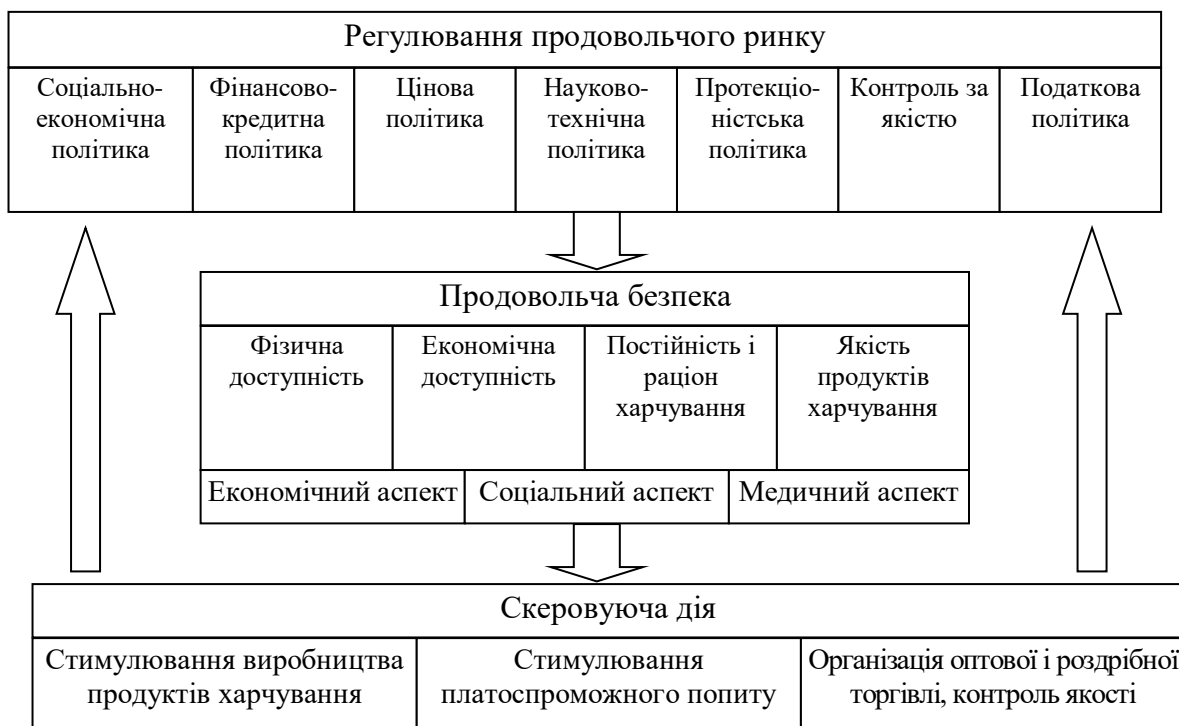 Регулювання продовольчого ринку
Соціально-
економічна
політика
Фінансово-
кредитна
політика
Цінова
політика
Науково-
технічна
політика
Протекціо-
ністська
політика
Контроль за
якістю
Податкова
політика
Продовольча безпека
Фізична
доступність
Економічна
доступність
Постійність і
раціон
харчування
Якість
продуктів
харчування
Економічний аспект
Соціальний аспект
Медичний аспект
Скеровуюча дія
Стимулювання виробництва
продуктів харчування
Стимулювання
платоспроможного попиту
Організація оптової і роздрібної
торгівлі, контроль якості